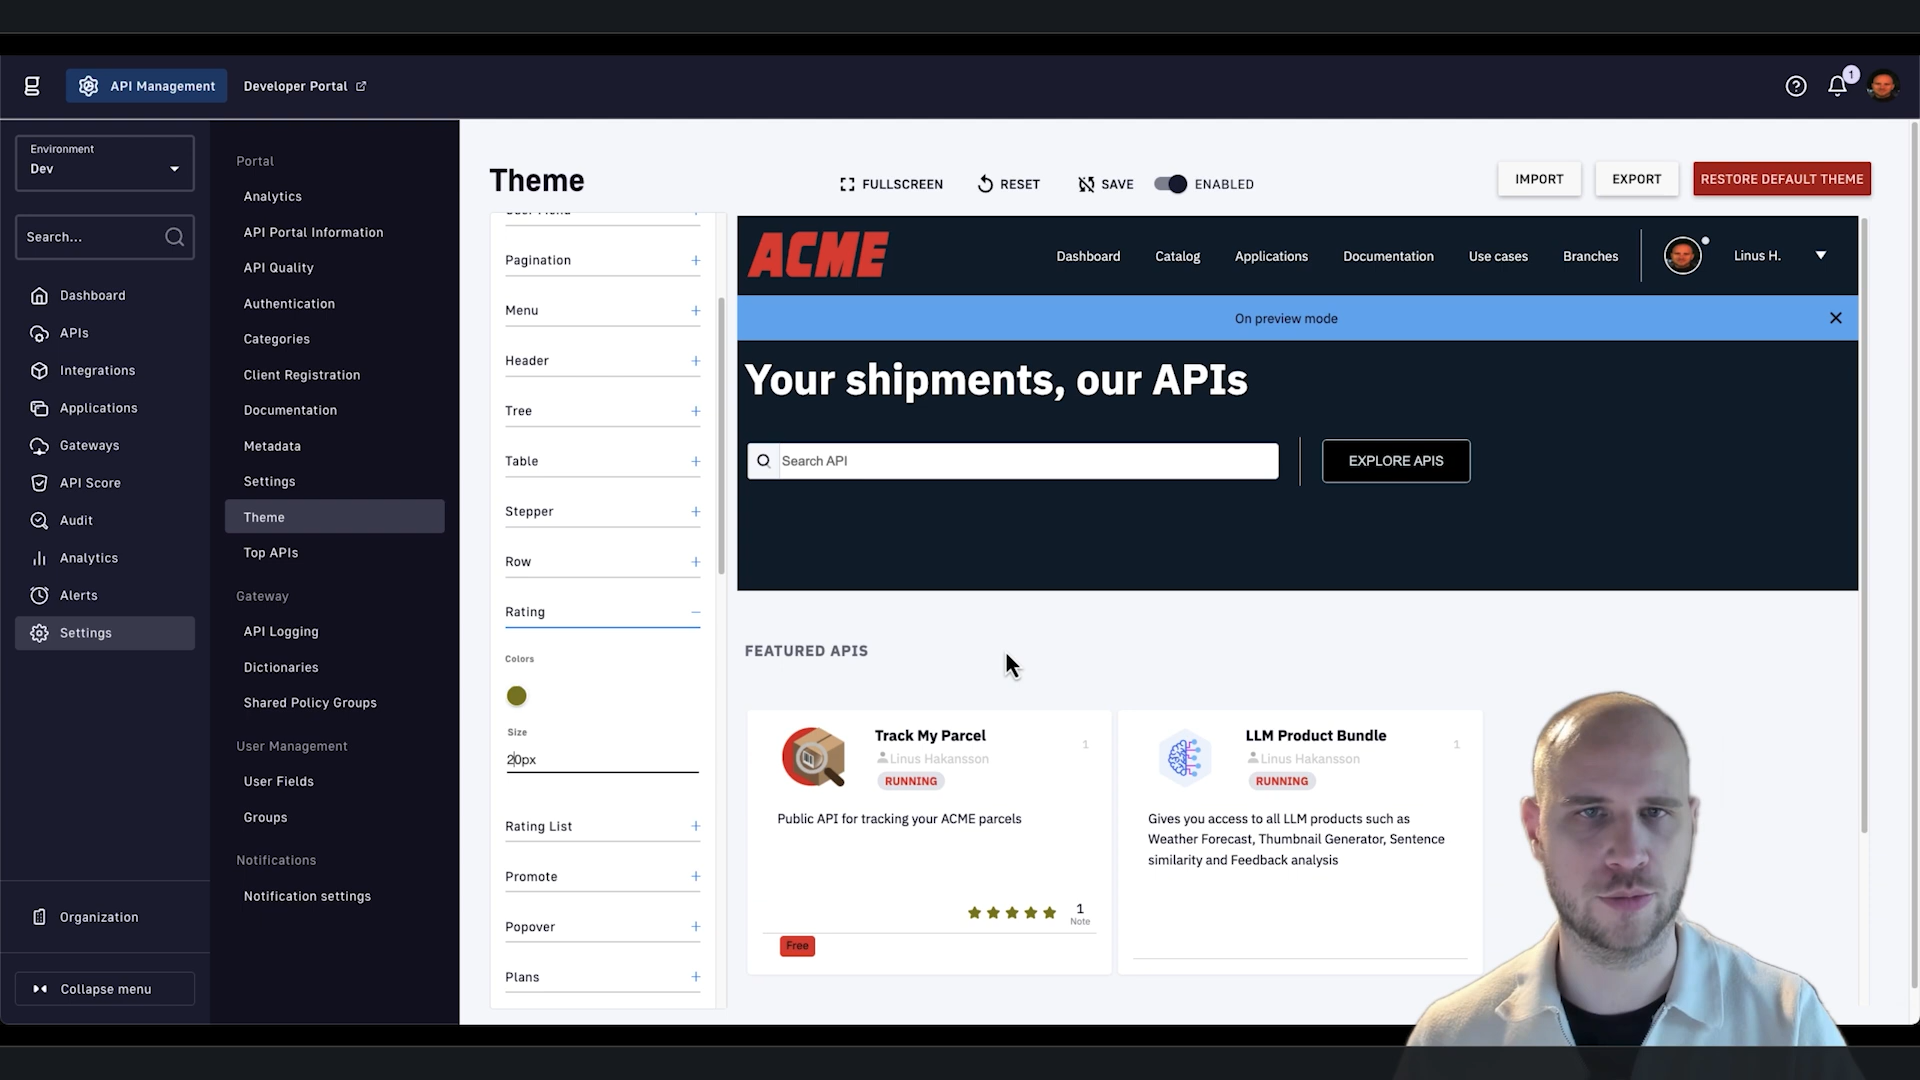 API Management
Developer Portal
1
Environment
Dev
Search...
Dashboard
APIs
Integrations
Applications
Gateways
API Score
Audit
Analytics
Alerts
Settings
Organization
Collapse menu
Portal
Analytics
API Portal Information
API Quality
Authentication
Categories
Client Registration
Documentation
Metadata
Settings
Theme
Top APIs
Gateway
API Logging
Dictionaries
Shared Policy Groups
User Management
User Fields
Groups
Notifications
Notification settings
Theme
FULLSCREEN
RESET
SAVE
ENABLED
IMPORT
EXPORT
RESTORE DEFAULT THEME
Pagination
Menu
Header
Tree
Table
Stepper
Row
Rating
Colors
Size
20px
Rating List
Promote
Popover
Plans
ACME
Dashboard
Catalog
Applications
Documentation
Use cases
Branches
Linus H.
On preview mode
Your shipments, our APIs
Search API
EXPLORE APIS
FEATURED APIS
Track My Parcel
1
Linus Hakansson
RUNNING
Public API for tracking your ACME parcels
1
Note
Free
LLM Product Bundle
1
Linus Hakansson
RUNNING
Gives you access to all LLM products such as
Weather Forecast, Thumbnail Generator, Sentence
similarity and Feedback analysis